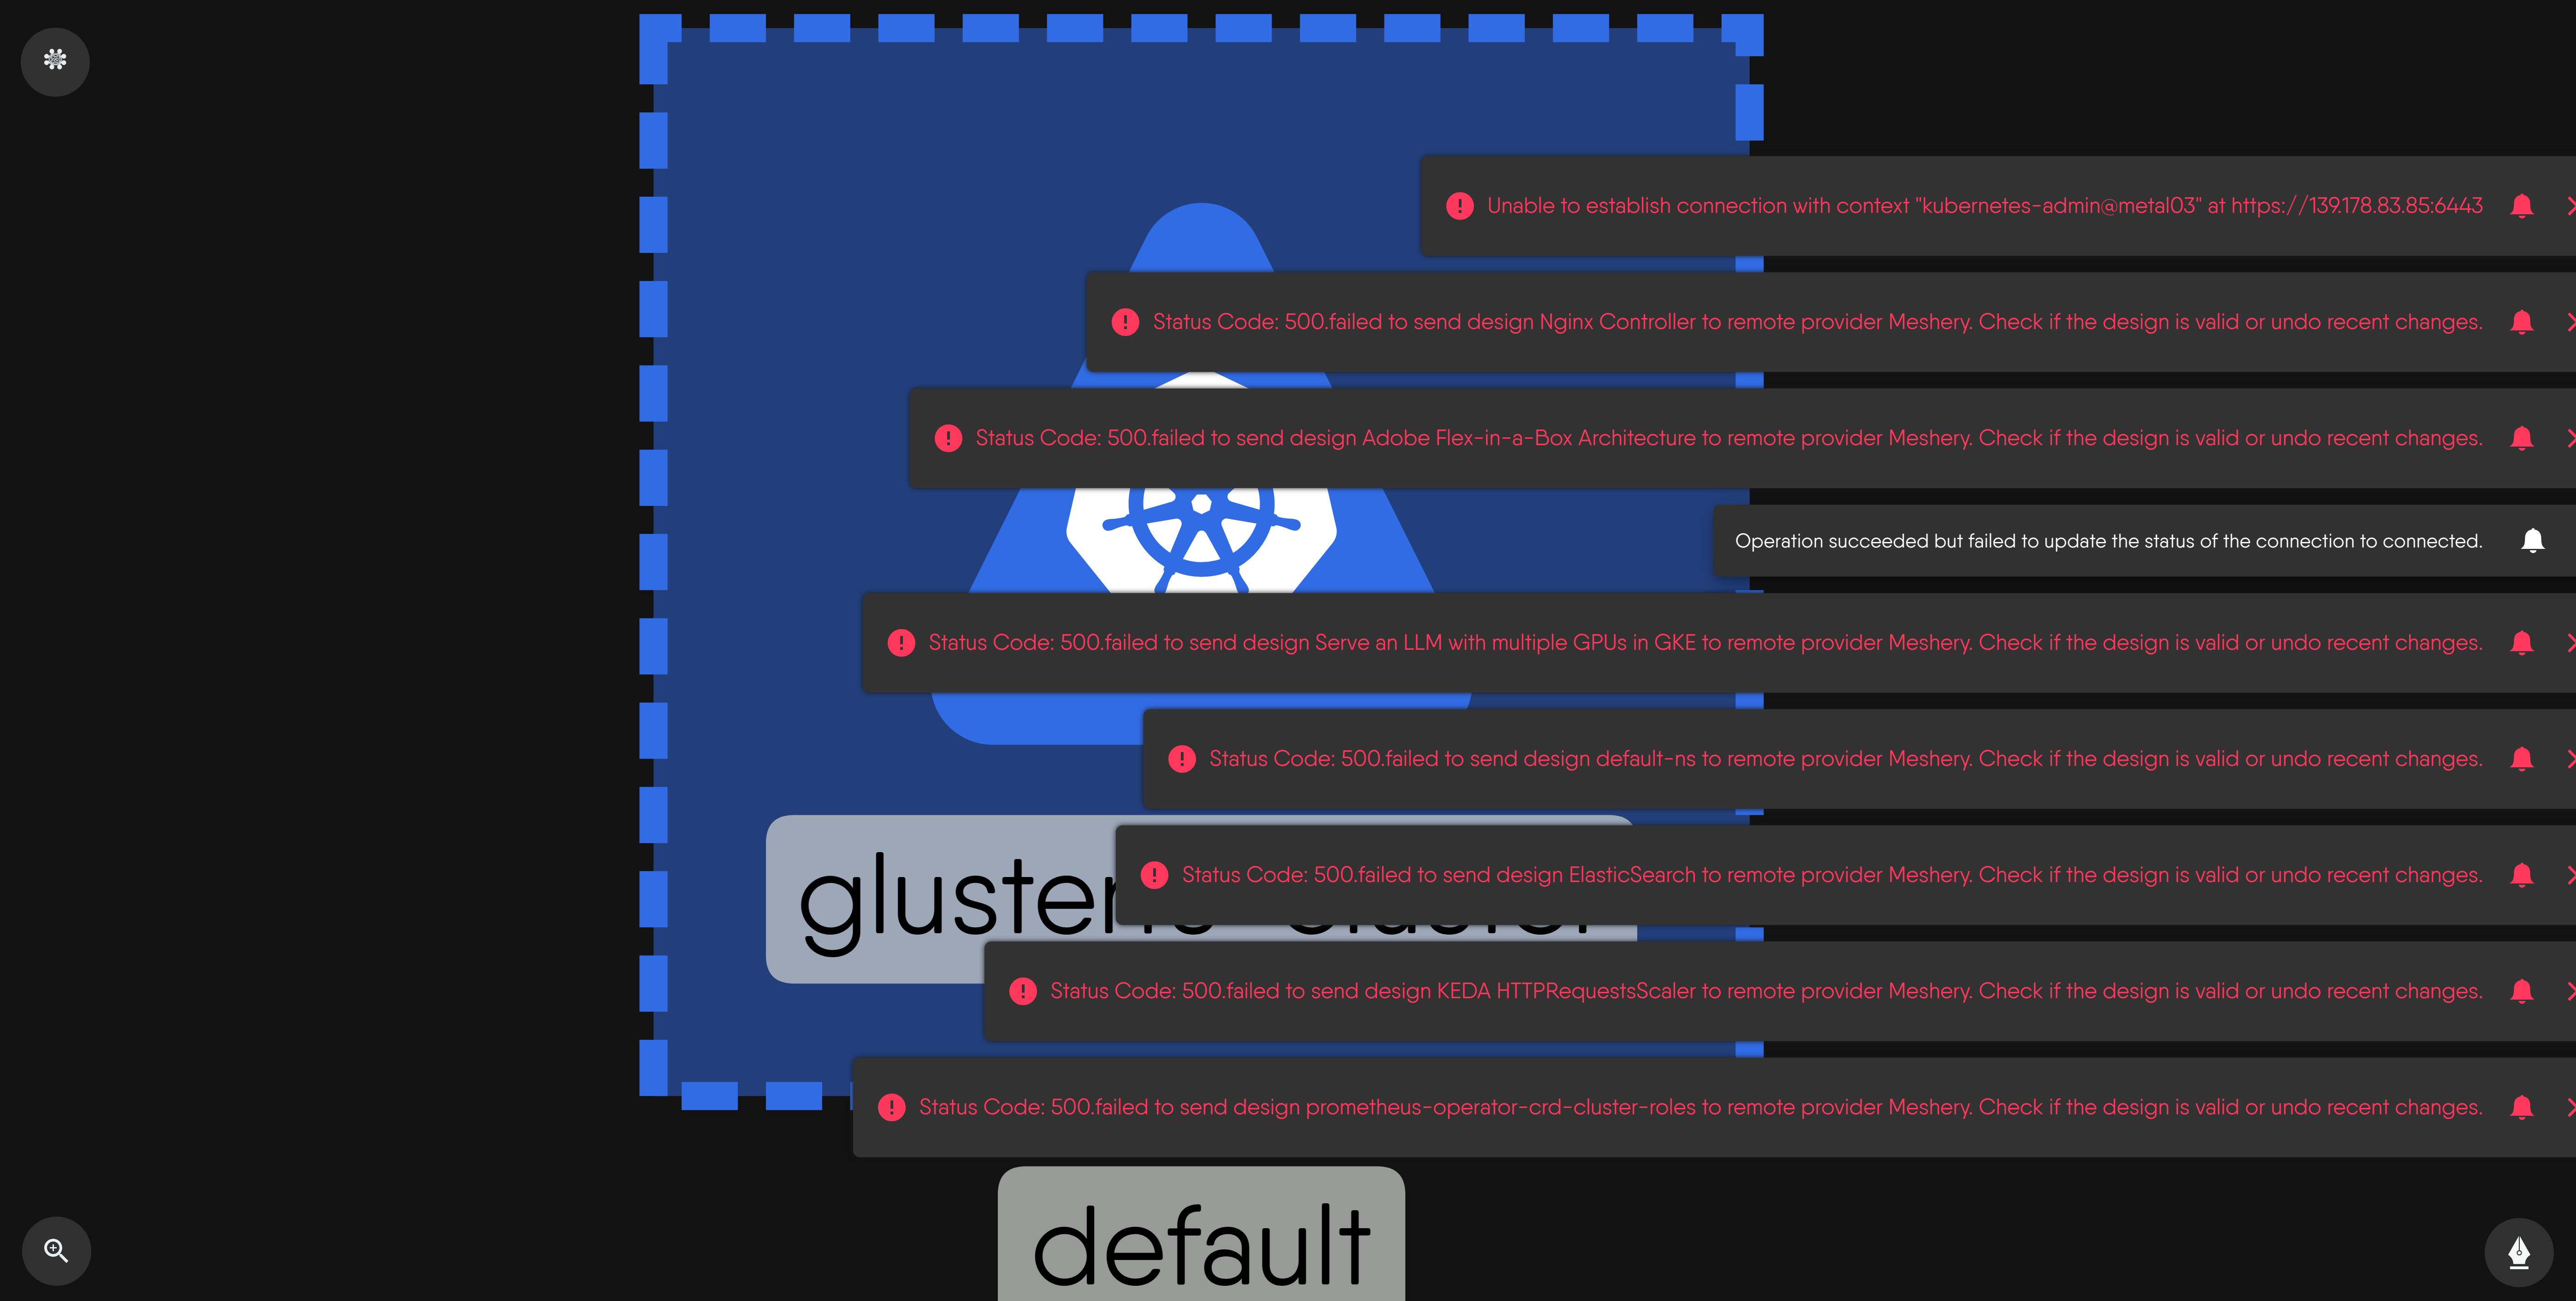 Unable to establish connection with context "kubernetes-admin@metal03" at https://139.178.83.85:6443
Status Code: 500.failed to send design Nginx Controller to remote provider Meshery. Check if the design is valid or undo recent changes.
Status Code: 500.failed to send design Adobe Flex-in-a-Box Architecture to remote provider Meshery. Check if the design is valid or undo recent changes.
Operation succeeded but failed to update the status of the connection to connected.
Status Code: 500.failed to send design Serve an LLM with multiple GPUs in GKE to remote provider Meshery. Check if the design is valid or undo recent changes.
Status Code: 500.failed to send design default-ns to remote provider Meshery. Check if the design is valid or undo recent changes.
Status Code: 500.failed to send design ElasticSearch to remote provider Meshery. Check if the design is valid or undo recent changes.
Status Code: 500.failed to send design KEDA HTTPRequestsScaler to remote provider Meshery. Check if the design is valid or undo recent changes.
Status Code: 500.failed to send design prometheus-operator-crd-cluster-roles to remote provider Meshery. Check if the design is valid or undo recent changes.
default